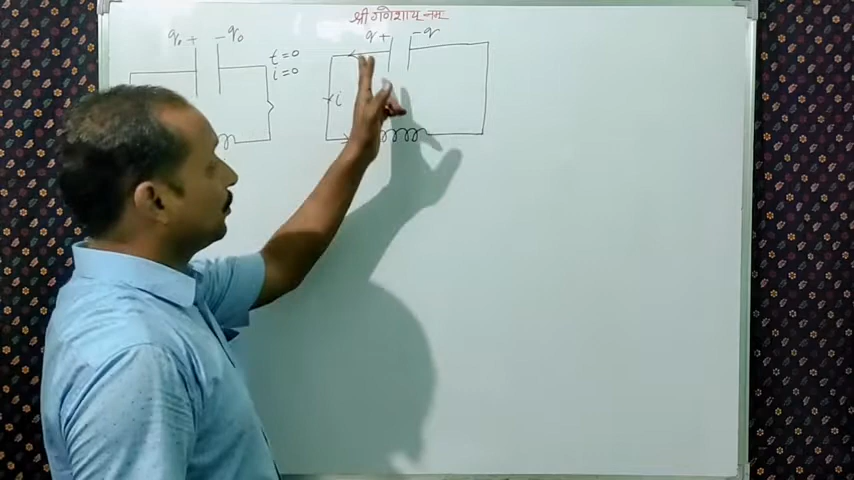 श्री गणेशाय नमः
q₀ + - q₀
t=0
i=0
q + - q
i